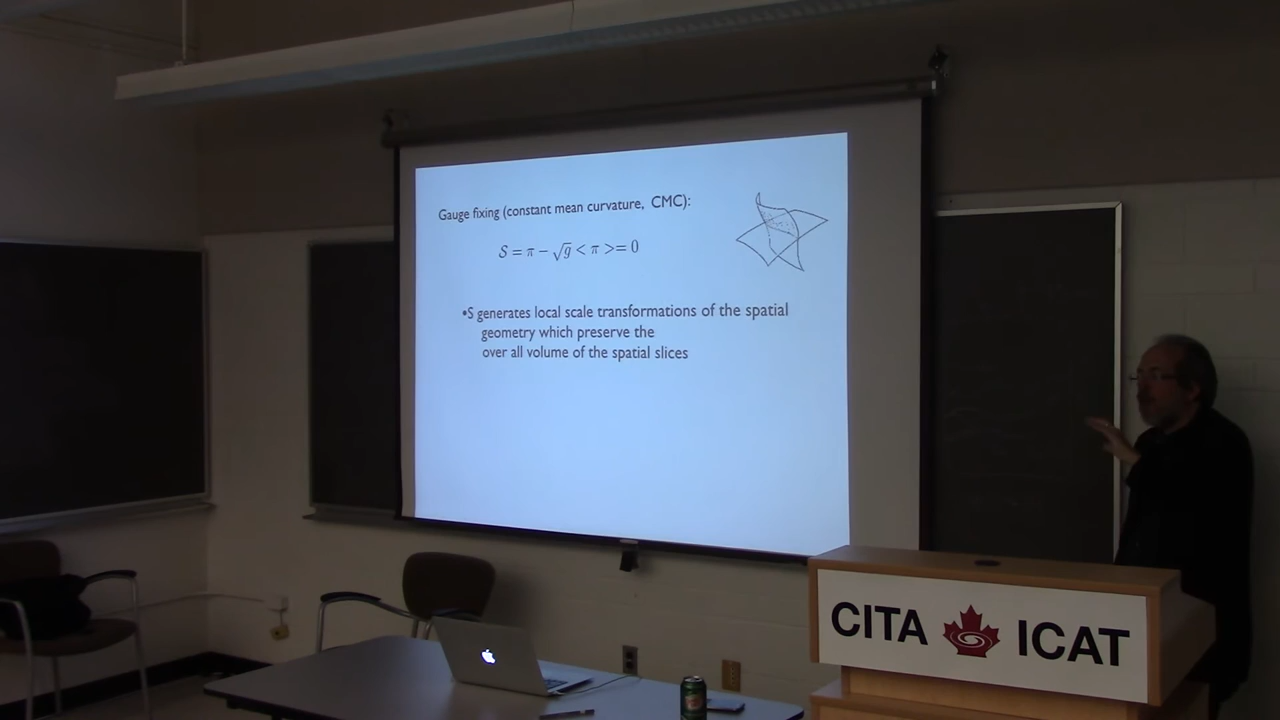 Gauge fixing (constant mean curvature, CMC):
S = π − √g < π >= 0
•S generates local scale transformations of the spatial
geometry which preserve the
over all volume of the spatial slices
CITA ICAT